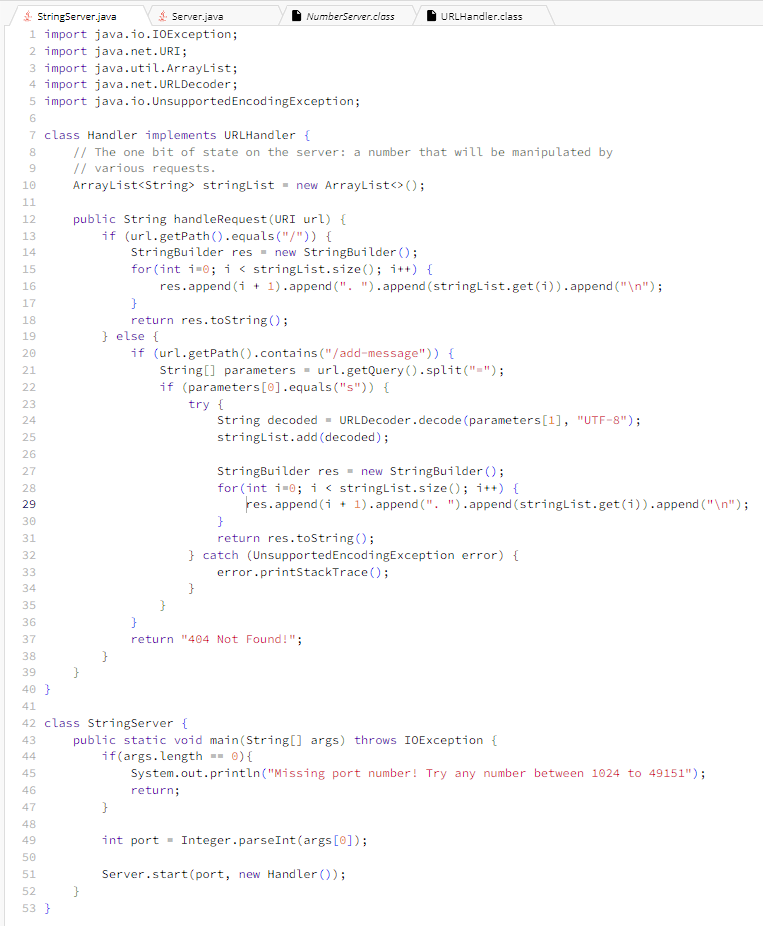 StringServer.java Server.java NumberServer.class URLHandler.class
1 import java.io.IOException;
2 import java.net.URI;
3 import java.util.ArrayList;
4 import java.net.URLDecoder;
5 import java.io.UnsupportedEncodingException;
6
7 class Handler implements URLHandler {
8     // The one bit of state on the server: a number that will be manipulated by
9     // various requests.
10     ArrayList<String> stringList = new ArrayList<>();
11
12     public String handleRequest(URI url) {
13         if (url.getPath().equals("/")) {
14             StringBuilder res = new StringBuilder();
15             for(int i=0; i < stringList.size(); i++) {
16                 res.append(i + 1).append(". ").append(stringList.get(i)).append("\n");
17             }
18             return res.toString();
19         } else {
20             if (url.getPath().contains("/add-message")) {
21                 String[] parameters = url.getQuery().split("=");
22                 if (parameters[0].equals("s")) {
23                     try {
24                         String decoded = URLDecoder.decode(parameters[1], "UTF-8");
25                         stringList.add(decoded);
26
27                         StringBuilder res = new StringBuilder();
28                         for(int i=0; i < stringList.size(); i++) {
29                             res.append(i + 1).append(". ").append(stringList.get(i)).append("\n");
30                         }
31                         return res.toString();
32                     } catch (UnsupportedEncodingException error) {
33                         error.printStackTrace();
34                     }
35                 }
36             }
37             return "404 Not Found!";
38         }
39     }
40 }
41
42 class StringServer {
43     public static void main(String[] args) throws IOException {
44         if(args.length == 0){
45             System.out.println("Missing port number! Try any number between 1024 to 49151");
46             return;
47         }
48
49         int port = Integer.parseInt(args[0]);
50
51         Server.start(port, new Handler());
52     }
53 }